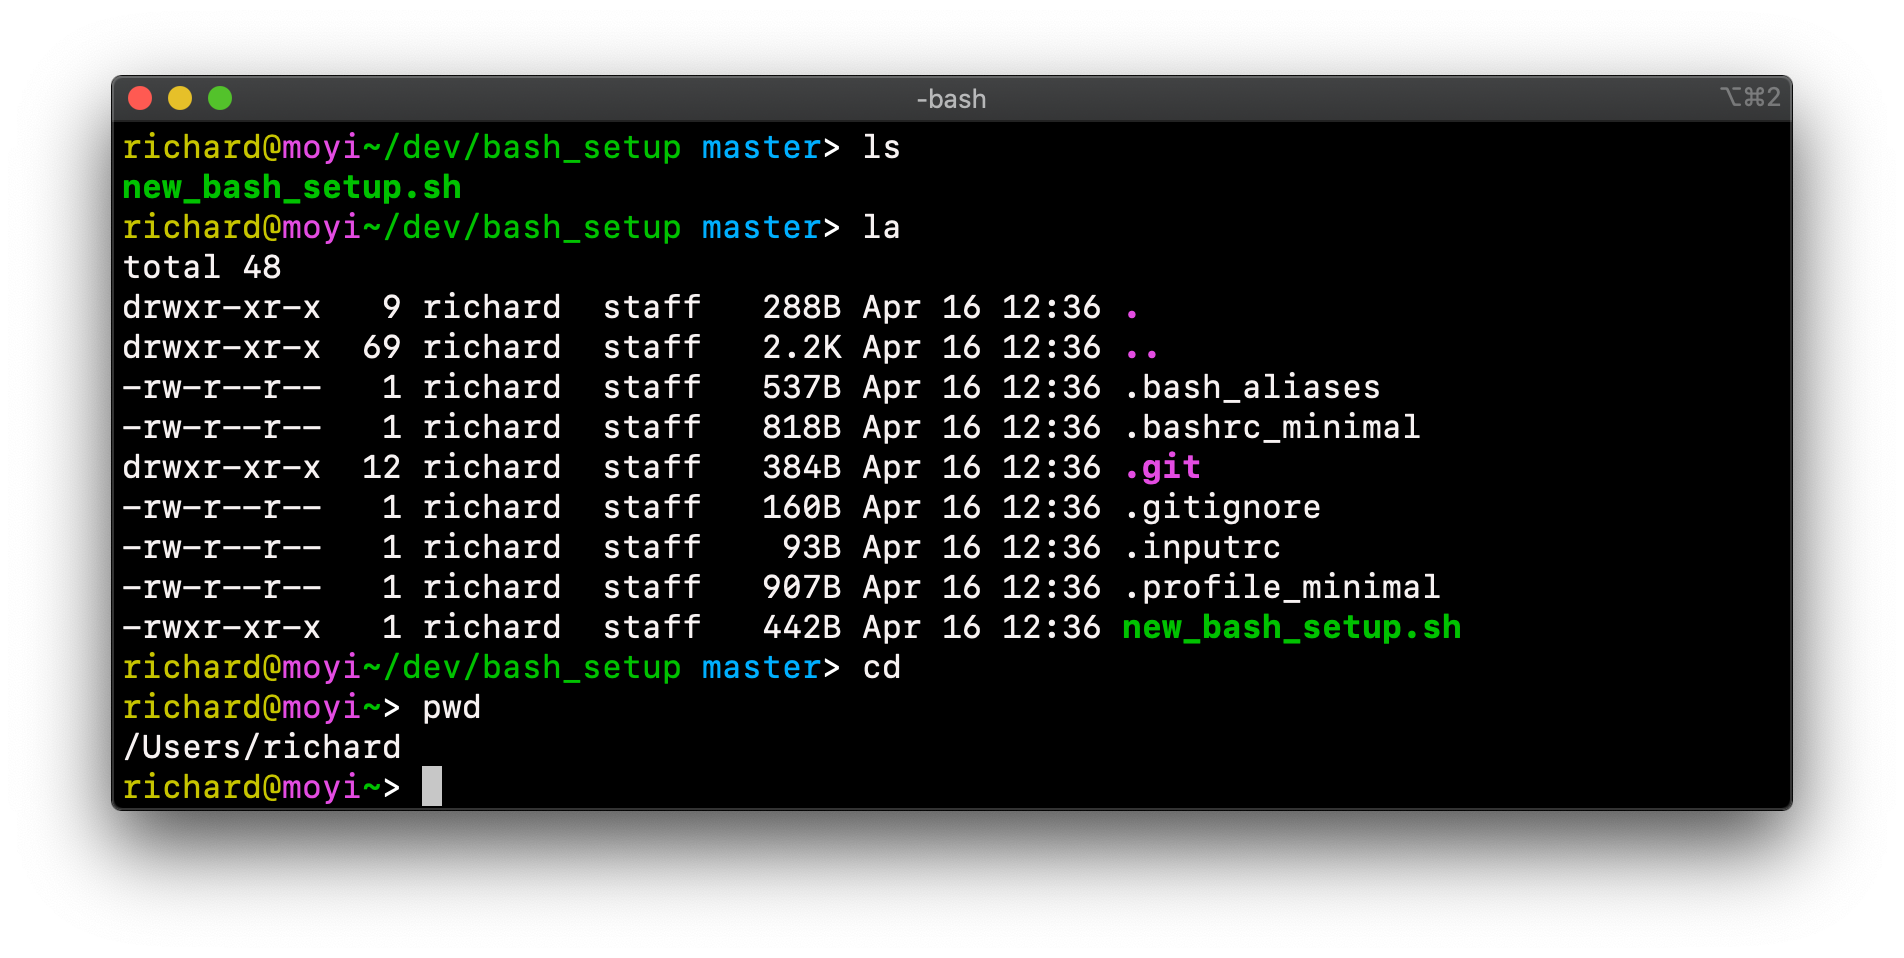 -bash
⌥⌘2
richard@moyi~/dev/bash_setup master> ls
new_bash_setup.sh
richard@moyi~/dev/bash_setup master> la
total 48
drwxr-xr-x   9 richard  staff   288B Apr 16 12:36 .
drwxr-xr-x  69 richard  staff   2.2K Apr 16 12:36 ..
-rw-r--r--   1 richard  staff   537B Apr 16 12:36 .bash_aliases
-rw-r--r--   1 richard  staff   818B Apr 16 12:36 .bashrc_minimal
drwxr-xr-x  12 richard  staff   384B Apr 16 12:36 .git
-rw-r--r--   1 richard  staff   160B Apr 16 12:36 .gitignore
-rw-r--r--   1 richard  staff    93B Apr 16 12:36 .inputrc
-rw-r--r--   1 richard  staff   907B Apr 16 12:36 .profile_minimal
-rwxr-xr-x   1 richard  staff   442B Apr 16 12:36 new_bash_setup.sh
richard@moyi~/dev/bash_setup master> cd
richard@moyi~> pwd
/Users/richard
richard@moyi~>